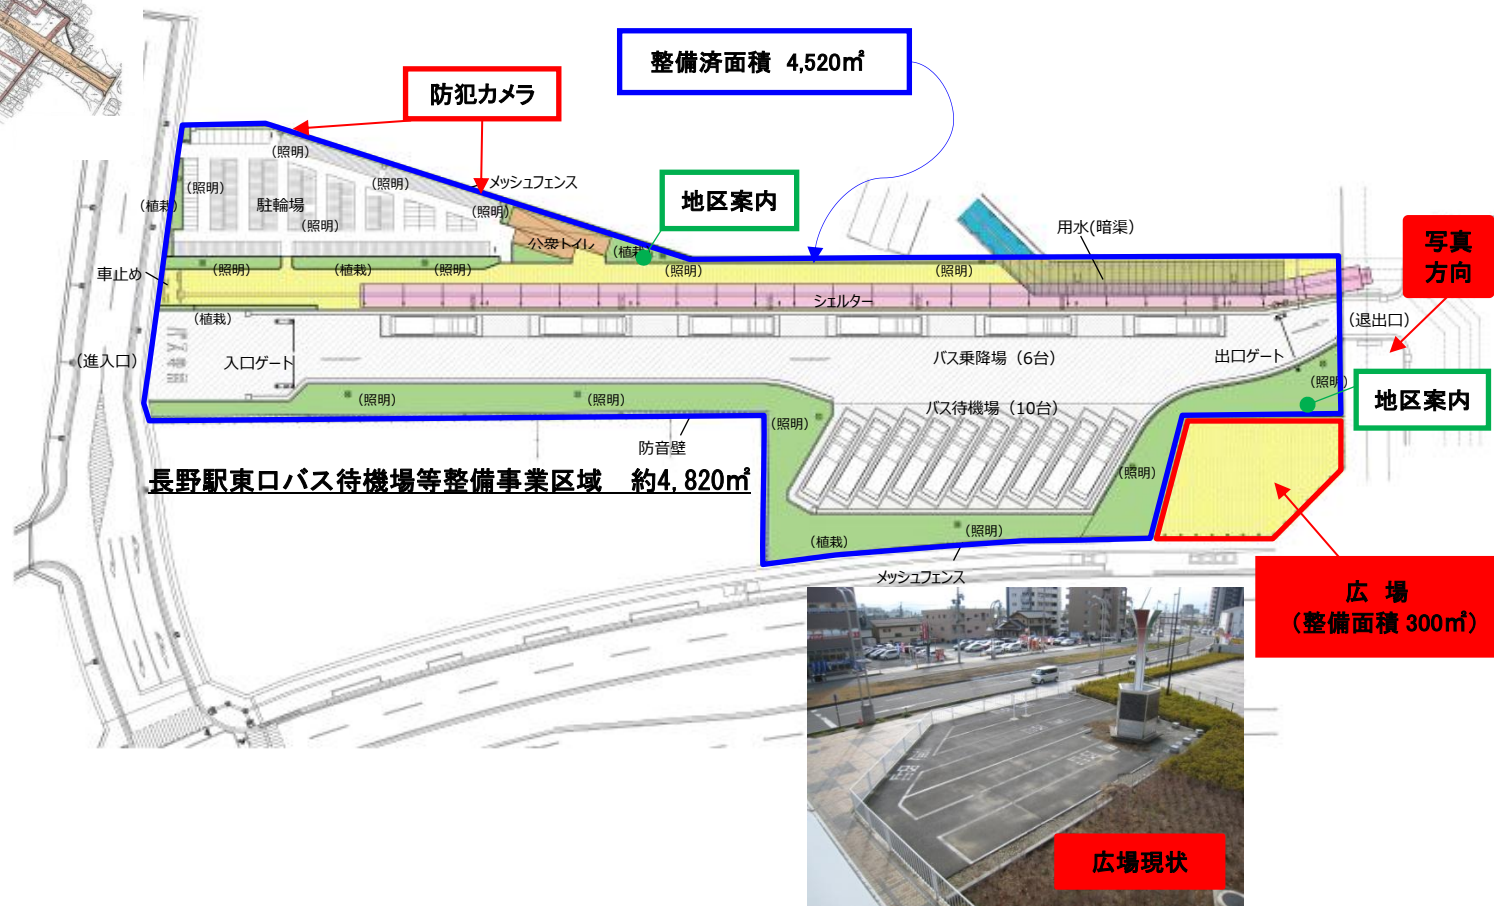 整備済面積 4,520㎡
防犯カメラ
(照明)
メッシュフェンス
(照明)
(照明)
地区案内
(植栽)
駐輪場
(照明)
(照明)
用水(暗渠)
写真
方向
公衆トイレ
(植栽)
車止め
(照明)
(植栽)
(照明)
(照明)
(照明)
シェルター
(植栽)
(退出口)
(進入口)
入口ゲート
バス乗降場（6台）
出口ゲート
(照明)
(照明)
(照明)
地区案内
バス待機場（10台）
(照明)
防音壁
長野駅東口バス待機場等整備事業区域　約4,820㎡
(照明)
(照明)
(植栽)
メッシュフェンス
広 場
（整備面積 300㎡）
広場現状